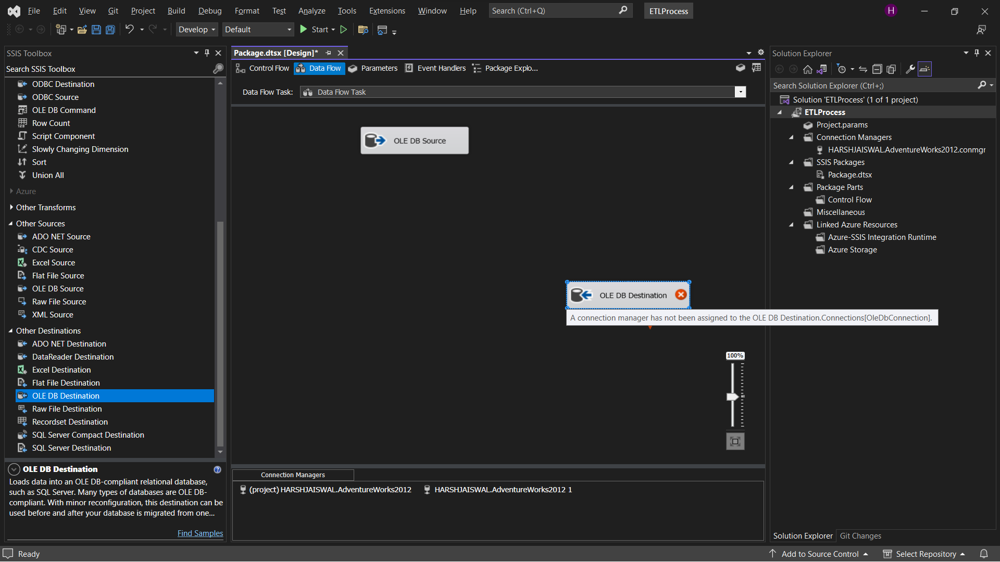 File Edit View Git Project Build Debug Format Test Analyze Tools Extensions Window Help Search (Ctrl+Q) ETLProcess H
Develop Default Start
SSIS Toolbox
Search SSIS Toolbox
ODBC Destination
ODBC Source
OLE DB Command
Row Count
Script Component
Slowly Changing Dimension
Sort
Union All
Azure
Other Transforms
Other Sources
ADO NET Source
CDC Source
Excel Source
Flat File Source
OLE DB Source
Raw File Source
XML Source
Other Destinations
ADO NET Destination
DataReader Destination
Excel Destination
Flat File Destination
OLE DB Destination
Raw File Destination
Recordset Destination
SQL Server Compact Destination
SQL Server Destination
OLE DB Destination
Loads data into an OLE DB-compliant relational database,
such as SQL Server. Many types of databases are OLE DB-
compliant. With minor reconfiguration, this destination can be
used before and after your database is migrated from one...
Find Samples
Package.dtsx [Design]*
Control Flow Data Flow Parameters Event Handlers Package Explo...
Data Flow Task: Data Flow Task
OLE DB Source
OLE DB Destination
A connection manager has not been assigned to the OLE DB Destination.Connections[OleDbConnection].
100%
Connection Managers
(project) HARSHJAISWAL.AdventureWorks2012 HARSHJAISWAL.AdventureWorks2012 1
Solution Explorer
Search Solution Explorer (Ctrl+;)
Solution 'ETLProcess' (1 of 1 project)
ETLProcess
Project.params
Connection Managers
HARSHJAISWAL.AdventureWorks2012.conmgr
SSIS Packages
Package.dtsx
Package Parts
Control Flow
Miscellaneous
Linked Azure Resources
Azure-SSIS Integration Runtime
Azure Storage
Solution Explorer Git Changes
Ready Add to Source Control Select Repository